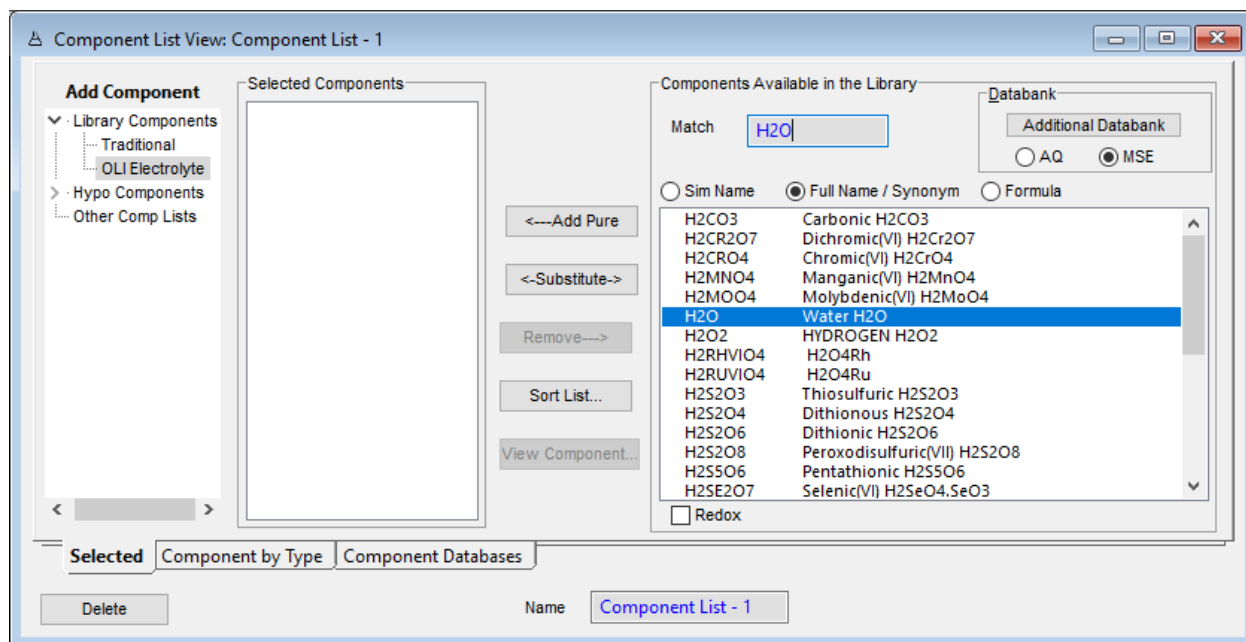 Component List View: Component List - 1
Add Component
Library Components
Traditional
OLI Electrolyte
Hypo Components
Other Comp Lists
Selected Components
<---Add Pure
<-Substitute->
Remove--->
Sort List...
View Component...
Components Available in the Library
Match H2O
Databank
Additional Databank
AQ MSE
Sim Name Full Name / Synonym Formula
H2CO3 Carbonic H2CO3
H2CR2O7 Dichromic(VI) H2Cr2O7
H2CRO4 Chromic(VI) H2CrO4
H2MNO4 Manganic(VI) H2MnO4
H2MOO4 Molybdenic(VI) H2MoO4
H2O Water H2O
H2O2 HYDROGEN H2O2
H2RHVIO4 H2O4Rh
H2RUVIO4 H2O4Ru
H2S2O3 Thiosulfuric H2S2O3
H2S2O4 Dithionous H2S2O4
H2S2O6 Dithionic H2S2O6
H2S2O8 Peroxodisulfuric(VII) H2S2O8
H2S5O6 Pentathionic H2S5O6
H2SE2O7 Selenic(VI) H2SeO4.SeO3
Redox
Selected Component by Type Component Databases
Delete Name Component List - 1